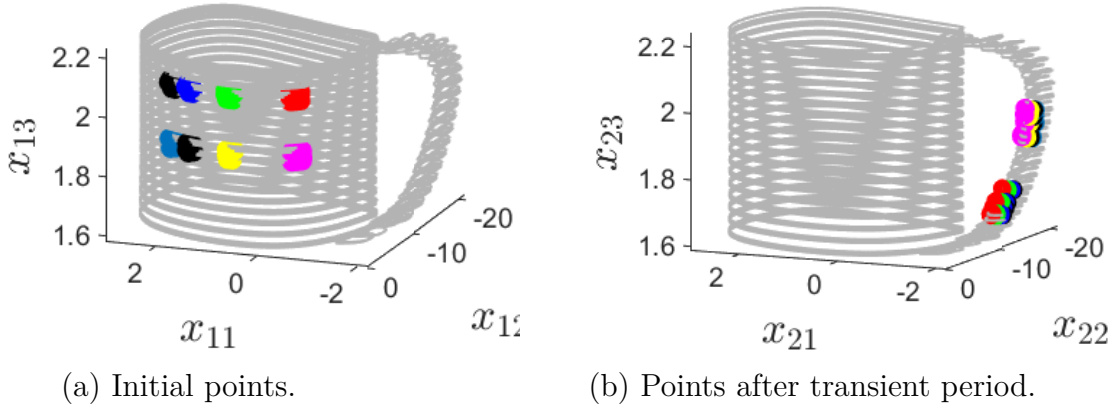 2.2
2
1.8
1.6
x13
2
0
-2
x11
0
-10
-20
x12
2.2
2
1.8
1.6
x23
2
0
-2
x21
0
-10
-20
x22
(a) Initial points.
(b) Points after transient period.